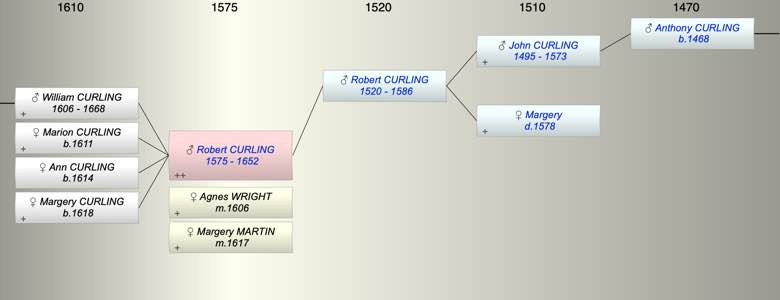 1610 1575 1520 1510 1470
♂ Anthony CURLING
b.1468
♂ John CURLING
1495 - 1573
+
♂ Robert CURLING
1520 - 1586
♂ William CURLING
1606 - 1668
+
♀ Margery
d.1578
+
♀ Marion CURLING
b.1611
+
♂ Robert CURLING
1575 - 1652
++
♀ Ann CURLING
b.1614
♀ Agnes WRIGHT
m.1606
+
♀ Margery CURLING
b.1618
+
♀ Margery MARTIN
m.1617
+